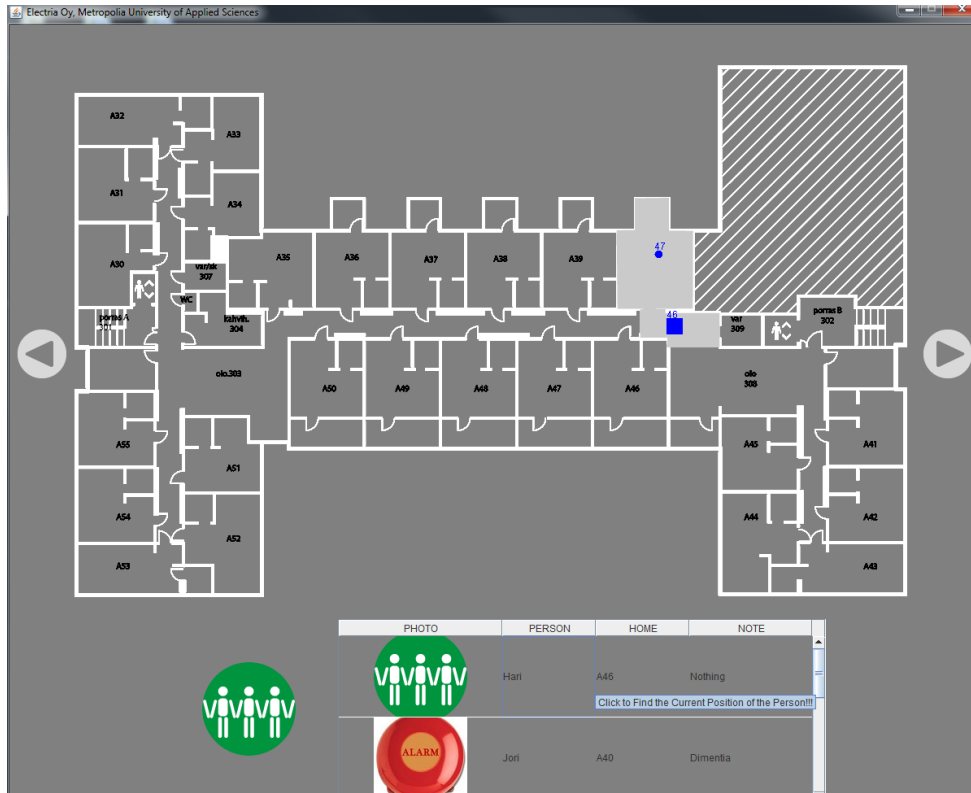 Electria Oy, Metropolia University of Applied Sciences
A32
A33
A31
A34
47
A30
A35
A36
A37
A38
A39
var/sk
307
WC
porras A
301
kahvih.
304
46
var
309
porras B
302
olo.303
A50
A49
A48
A47
A46
olo
308
A55
A51
A45
A41
A54
A52
A44
A42
A53
A43
PHOTO PERSON HOME NOTE
Hari A46 Nothing
Click to Find the Current Position of the Person!!!
ALARM
Jori A40 Dimentia